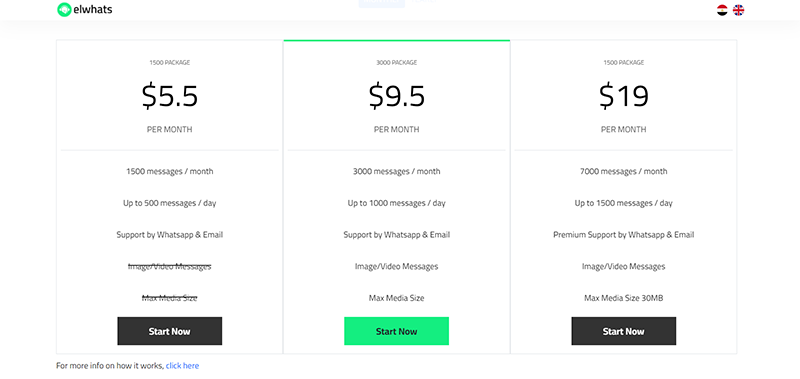 elwhats
1500 PACKAGE
$5.5
PER MONTH
1500 messages / month
Up to 500 messages / day
Support by Whatsapp & Email
Image/Video Messages
Max Media Size
Start Now
3000 PACKAGE
$9.5
PER MONTH
3000 messages / month
Up to 1000 messages / day
Support by Whatsapp & Email
Image/Video Messages
Max Media Size
Start Now
1500 PACKAGE
$19
PER MONTH
7000 messages / month
Up to 1500 messages / day
Premium Support by Whatsapp & Email
Image/Video Messages
Max Media Size 30MB
Start Now
For more info on how it works, click here